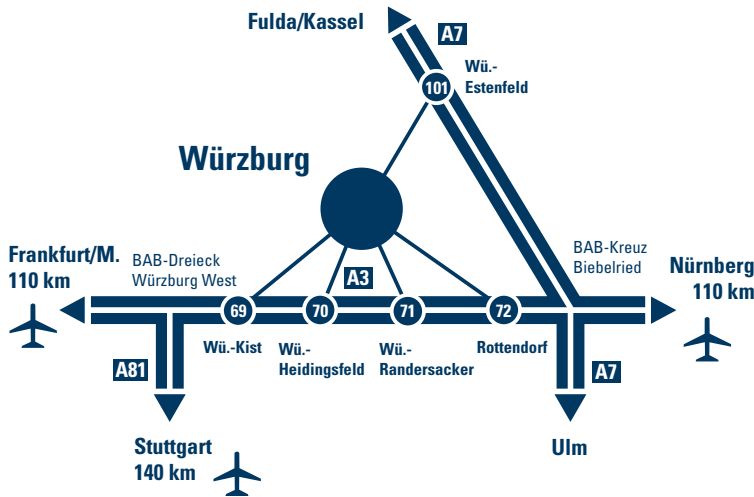 Fulda/Kassel
A7
Wü.-
Estenfeld
101
Würzburg
Frankfurt/M.
110 km
BAB-Dreieck
Würzburg West
A3
BAB-Kreuz
Biebelried
Nürnberg
110 km
69
70
71
72
Wü.-Kist
Wü.-
Heidingsfeld
Wü.-
Randersacker
Rottendorf
A81
A7
Stuttgart
140 km
Ulm